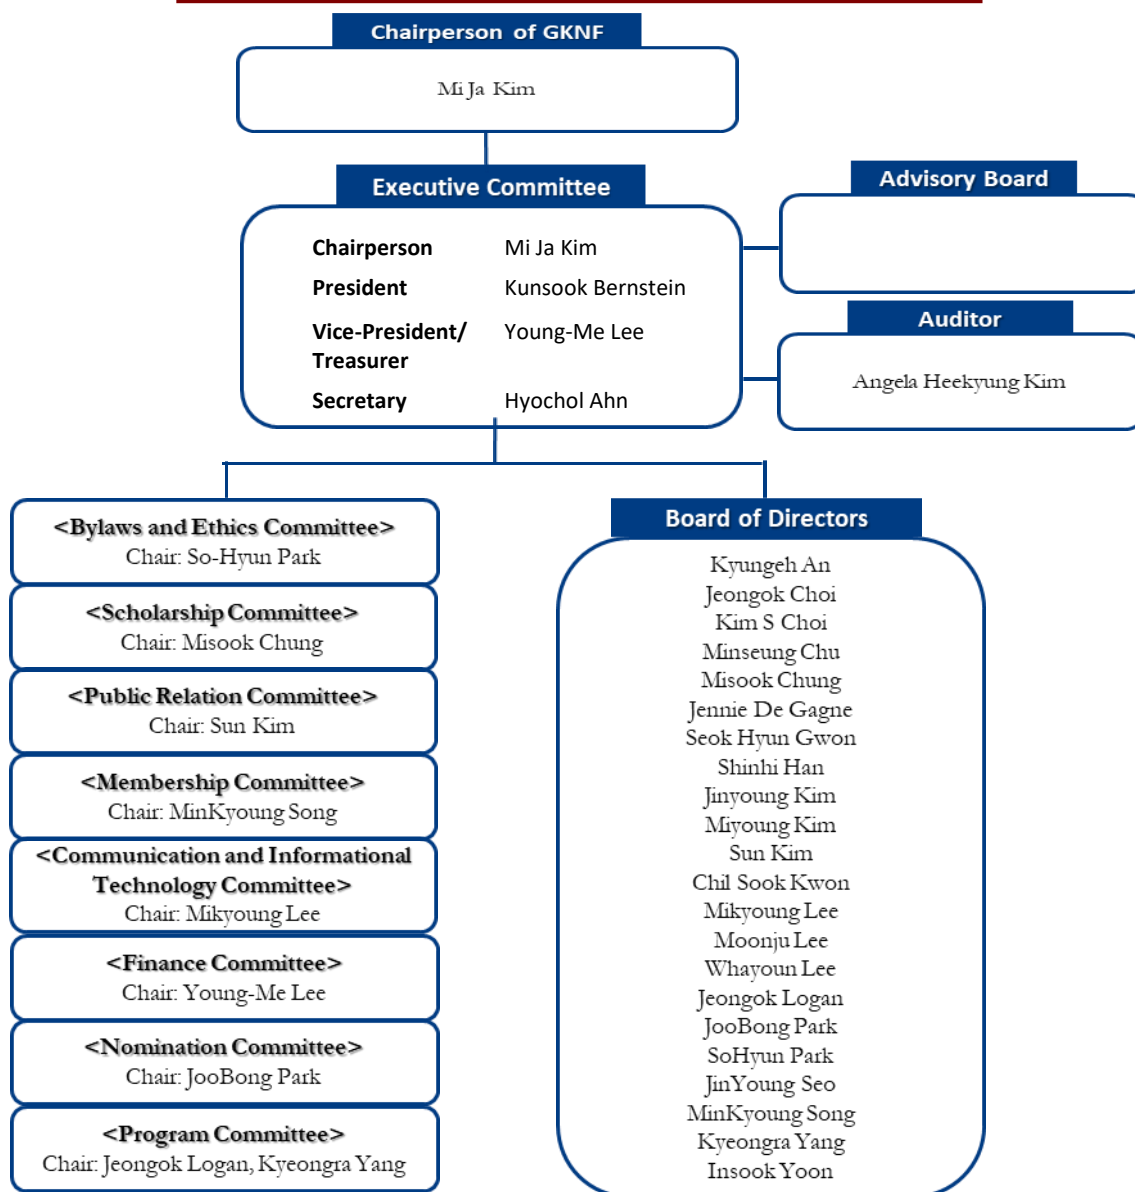 Chairperson of GKNF
Mi Ja Kim
Executive Committee
Chairperson Mi Ja Kim
President Kunsook Bernstein
Vice-President/ Young-Me Lee
Treasurer
Secretary Hyochol Ahn
Advisory Board
Auditor
Angela Heekyung Kim
<Bylaws and Ethics Committee>
Chair: So-Hyun Park
<Scholarship Committee>
Chair: Misook Chung
<Public Relation Committee>
Chair: Sun Kim
<Membership Committee>
Chair: MinKyoung Song
<Communication and Informational
Technology Committee>
Chair: Mikyoung Lee
<Finance Committee>
Chair: Young-Me Lee
<Nomination Committee>
Chair: JooBong Park
<Program Committee>
Chair: Jeongok Logan, Kyeongra Yang
Board of Directors
Kyungeh An
Jeongok Choi
Kim S Choi
Minseung Chu
Misook Chung
Jennie De Gagne
Seok Hyun Gwon
Shinhi Han
Jinyoung Kim
Miyoung Kim
Sun Kim
Chil Sook Kwon
Mikyoung Lee
Moonju Lee
Whayoun Lee
Jeongok Logan
JooBong Park
SoHyun Park
JinYoung Seo
MinKyoung Song
Kyeongra Yang
Insook Yoon